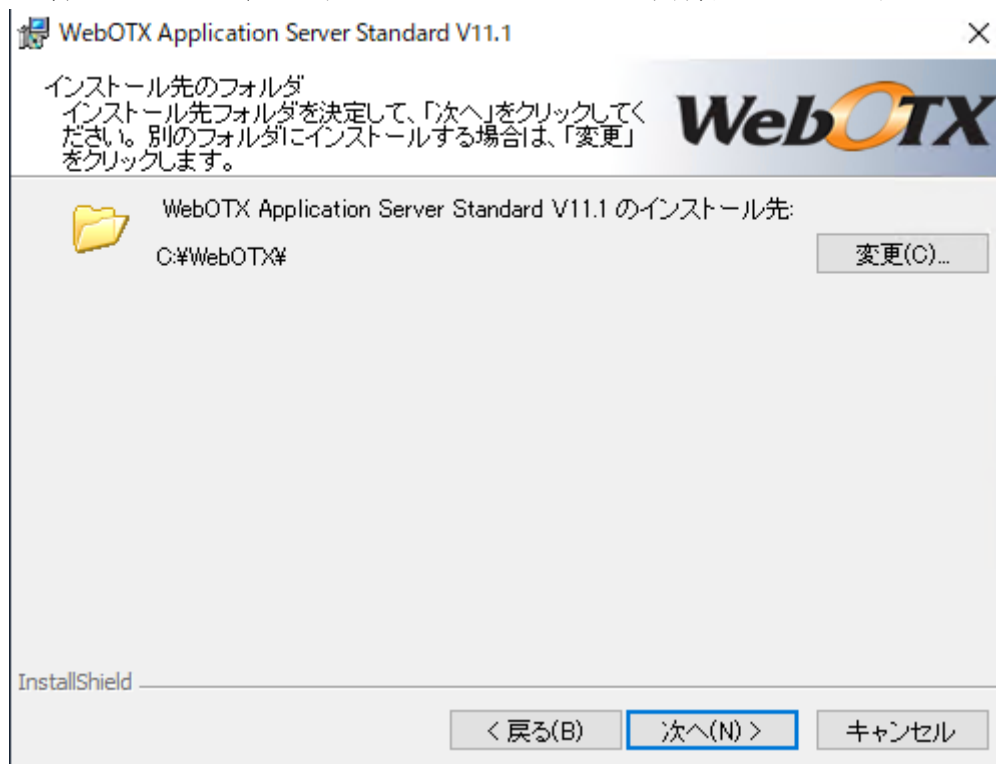 WebOTX Application Server Standard V11.1
インストール先のフォルダ
インストール先フォルダを決定して、「次へ」をクリックしてく
ださい。別のフォルダにインストールする場合は、「変更」
をクリックします。
WebOTX
WebOTX Application Server Standard V11.1 のインストール先:
C:¥WebOTX¥
変更(C)...
InstallShield
< 戻る(B)
次へ(N) >
キャンセル